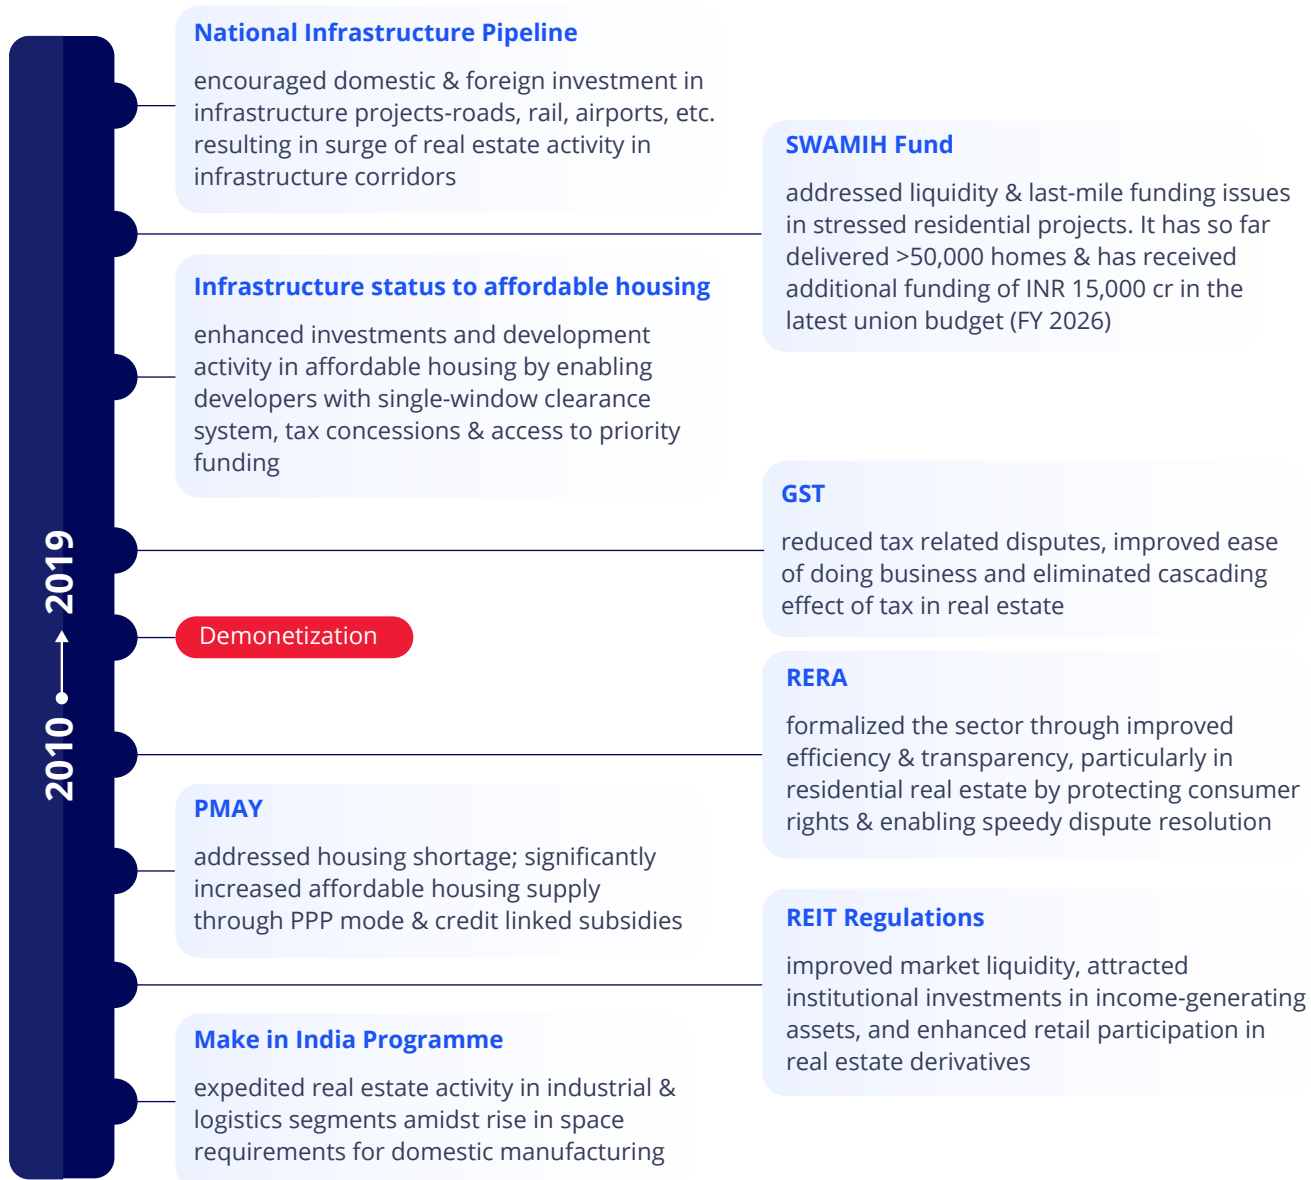 National Infrastructure Pipeline
encouraged domestic & foreign investment in
infrastructure projects-roads, rail, airports, etc.
resulting in surge of real estate activity in
infrastructure corridors
SWAMIH Fund
addressed liquidity & last-mile funding issues
in stressed residential projects. It has so far
delivered >50,000 homes & has received
additional funding of INR 15,000 cr in the
latest union budget (FY 2026)
Infrastructure status to affordable housing
enhanced investments and development
activity in affordable housing by enabling
developers with single-window clearance
system, tax concessions & access to priority
funding
GST
reduced tax related disputes, improved ease
of doing business and eliminated cascading
effect of tax in real estate
Demonetization
RERA
formalized the sector through improved
efficiency & transparency, particularly in
residential real estate by protecting consumer
rights & enabling speedy dispute resolution
PMAY
addressed housing shortage; significantly
increased affordable housing supply
through PPP mode & credit linked subsidies
REIT Regulations
improved market liquidity, attracted
institutional investments in income-generating
assets, and enhanced retail participation in
real estate derivatives
Make in India Programme
expedited real estate activity in industrial &
logistics segments amidst rise in space
requirements for domestic manufacturing
2010
2019